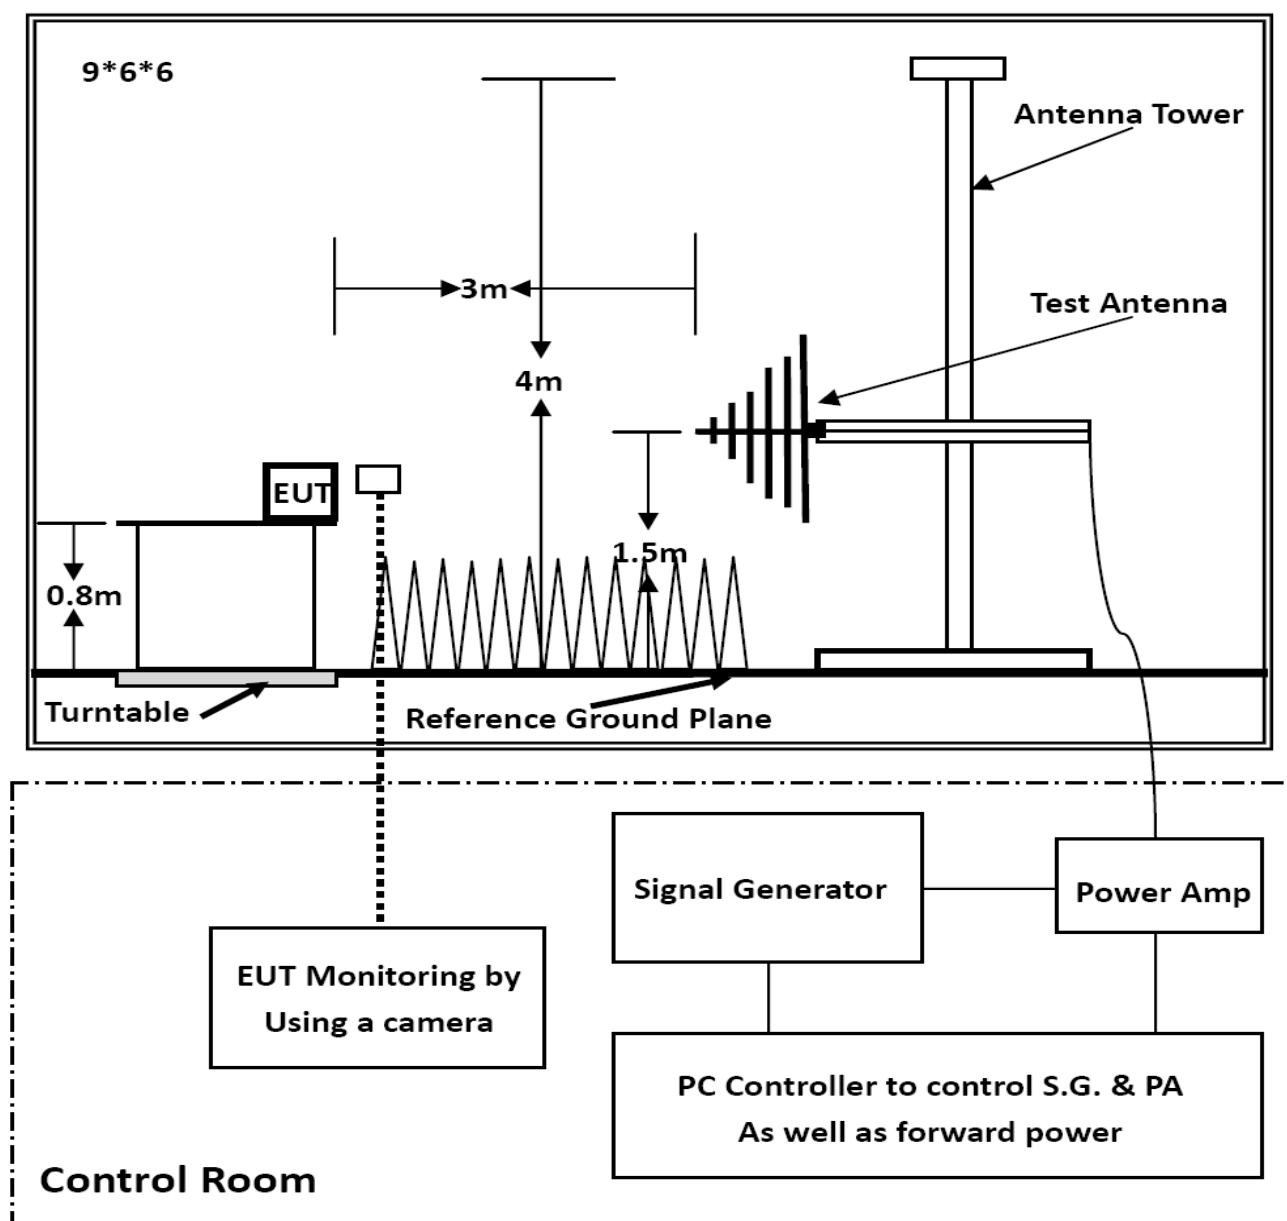 9*6*6
Antenna Tower
3m
Test Antenna
4m
EUT
1.5m
0.8m
Turntable
Reference Ground Plane
Signal Generator
Power Amp
EUT Monitoring by
Using a camera
PC Controller to control S.G. & PA
As well as forward power
Control Room